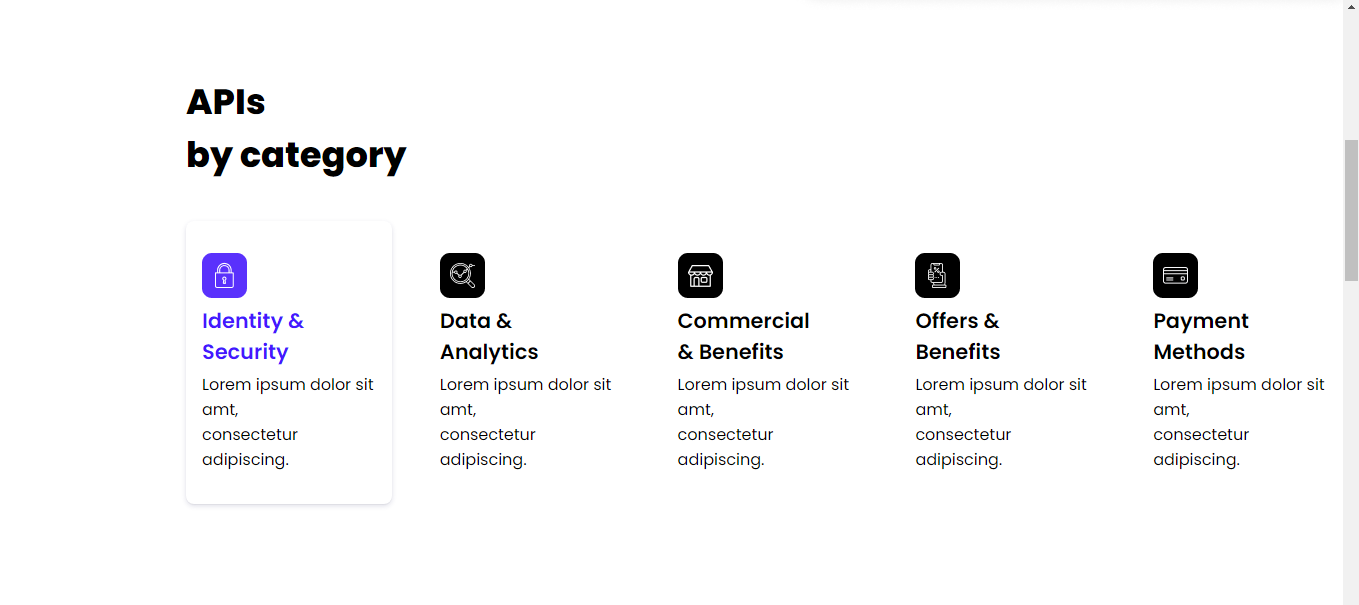 APIs
by category
Identity &
Security
Lorem ipsum dolor sit
amt,
consectetur
adipiscing.
Data &
Analytics
Lorem ipsum dolor sit
amt,
consectetur
adipiscing.
Commercial
& Benefits
Lorem ipsum dolor sit
amt,
consectetur
adipiscing.
Offers &
Benefits
Lorem ipsum dolor sit
amt,
consectetur
adipiscing.
Payment
Methods
Lorem ipsum dolor sit
amt,
consectetur
adipiscing.